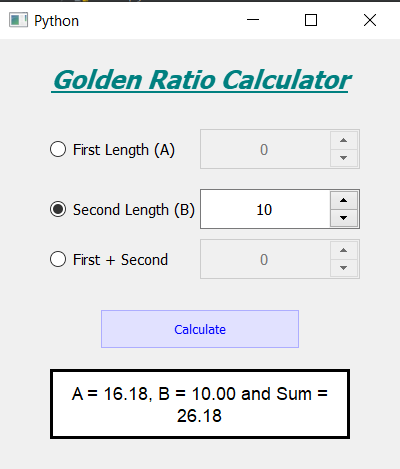 Python
Golden Ratio Calculator
First Length (A) 0
Second Length (B) 10
First + Second 0
Calculate
A = 16.18, B = 10.00 and Sum =
26.18